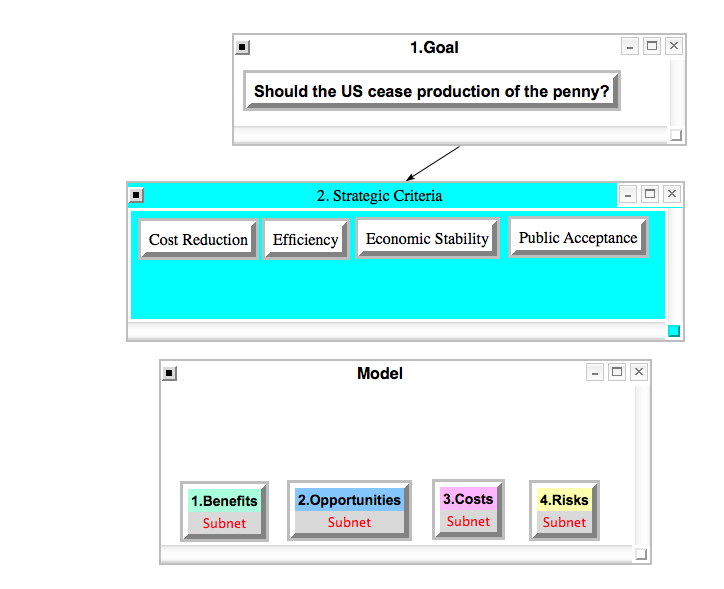 1.Goal
Should the US cease production of the penny?
2. Strategic Criteria
Cost Reduction Efficiency Economic Stability Public Acceptance
Model
1.Benefits 2.Opportunities 3.Costs 4.Risks
Subnet Subnet Subnet Subnet